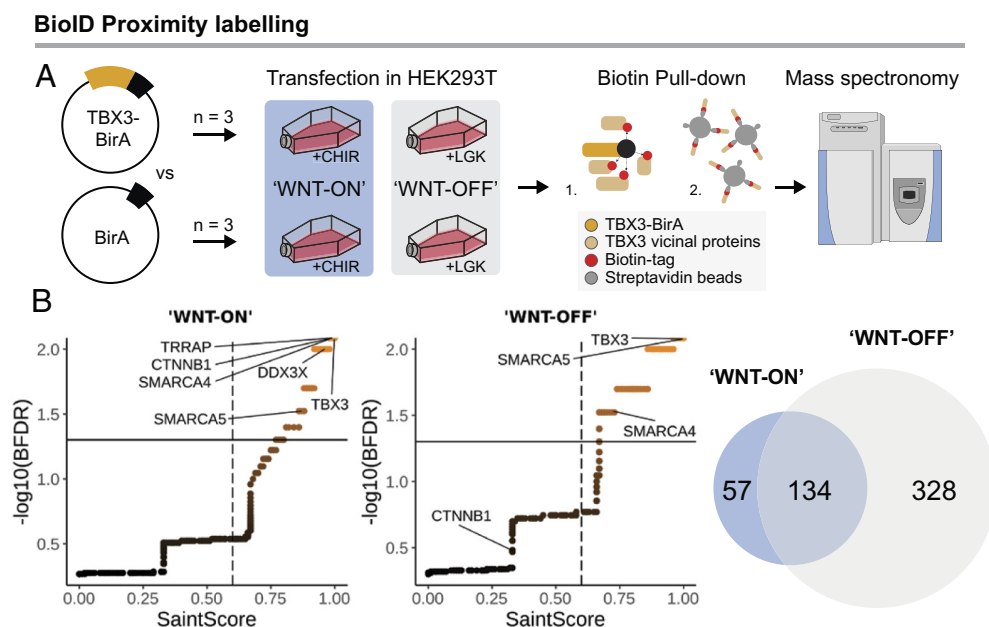 BioID Proximity labelling
A
Transfection in HEK293T
Biotin Pull-down
Mass spectronomy
TBX3-
BirA
n = 3
+CHIR
+LGK
vs
'WNT-ON'
'WNT-OFF'
1.
2.
BirA
n = 3
+CHIR
+LGK
TBX3-BirA
TBX3 vicinal proteins
Biotin-tag
Streptavidin beads
B
'WNT-ON'
-log10(BFDR)
2.0
1.5
1.0
0.5
TRRAP
CTNNB1
SMARCA4
DDX3X
TBX3
SMARCA5
0.00
0.25
0.50
0.75
1.00
SaintScore
'WNT-OFF'
-log10(BFDR)
2.0
1.5
1.0
0.5
TBX3
SMARCA5
SMARCA4
CTNNB1
0.00
0.25
0.50
0.75
1.00
SaintScore
'WNT-OFF'
'WNT-ON'
57
134
328